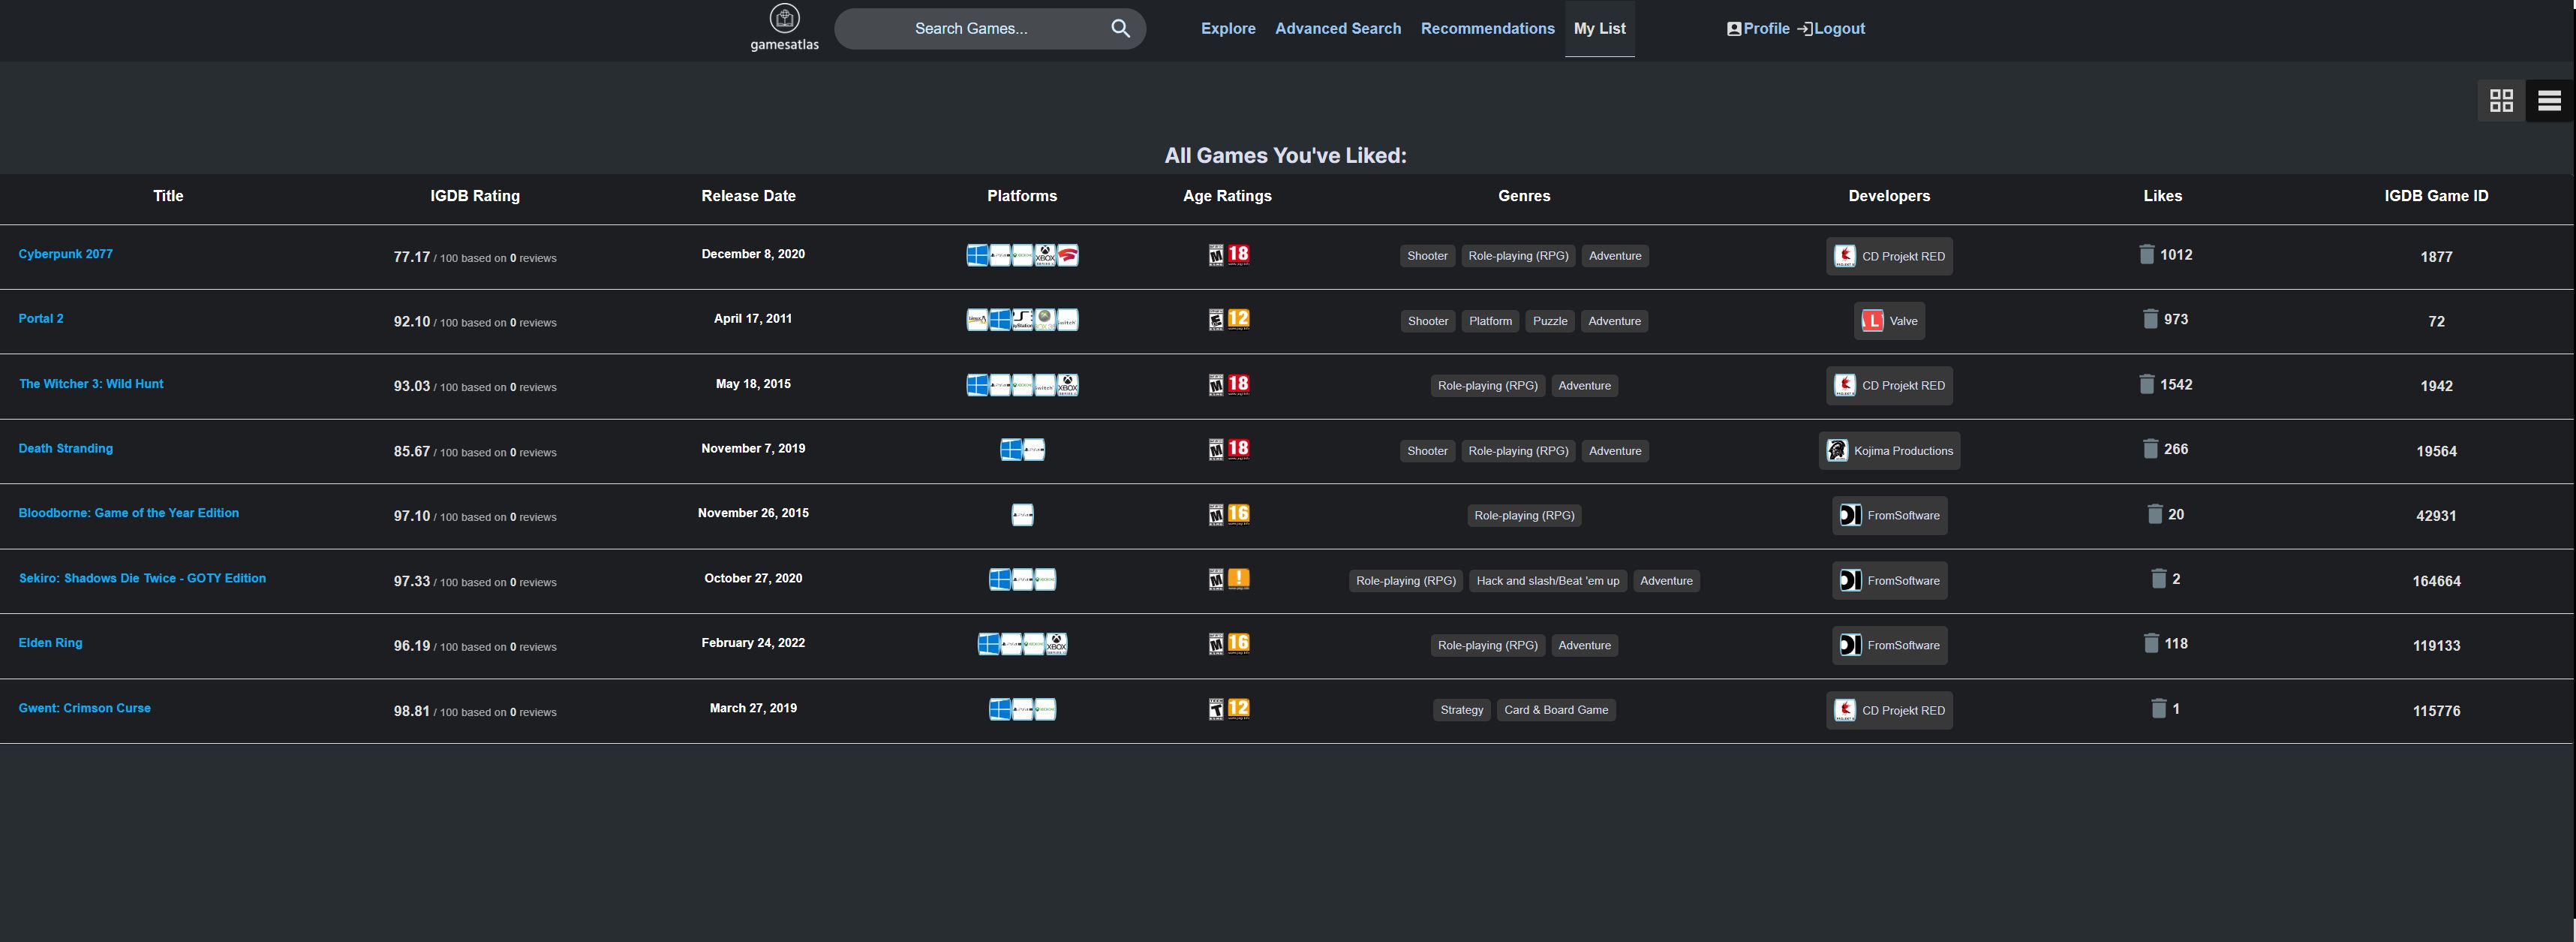 gamesatlas
Search Games...
Explore Advanced Search Recommendations My List
Profile Logout
All Games You've Liked:
Title IGDB Rating Release Date Platforms Age Ratings Genres Developers Likes IGDB Game ID
Cyberpunk 2077 77.17 / 100 based on 0 reviews December 8, 2020 XBOX M 18 Shooter Role-playing (RPG) Adventure CD Projekt RED 1012 1877
Portal 2 92.10 / 100 based on 0 reviews April 17, 2011 12 Shooter Platform Puzzle Adventure L Valve 973 72
The Witcher 3: Wild Hunt 93.03 / 100 based on 0 reviews May 18, 2015 XBOX M 18 Role-playing (RPG) Adventure CD Projekt RED 1542 1942
Death Stranding 85.67 / 100 based on 0 reviews November 7, 2019 M 18 Shooter Role-playing (RPG) Adventure Kojima Productions 266 19564
Bloodborne: Game of the Year Edition 97.10 / 100 based on 0 reviews November 26, 2015 M 16 Role-playing (RPG) FromSoftware 20 42931
Sekiro: Shadows Die Twice - GOTY Edition 97.33 / 100 based on 0 reviews October 27, 2020 M ! Role-playing (RPG) Hack and slash/Beat 'em up Adventure FromSoftware 2 164664
Elden Ring 96.19 / 100 based on 0 reviews February 24, 2022 XBOX M 16 Role-playing (RPG) Adventure FromSoftware 118 119133
Gwent: Crimson Curse 98.81 / 100 based on 0 reviews March 27, 2019 T 12 Strategy Card & Board Game CD Projekt RED 1 115776